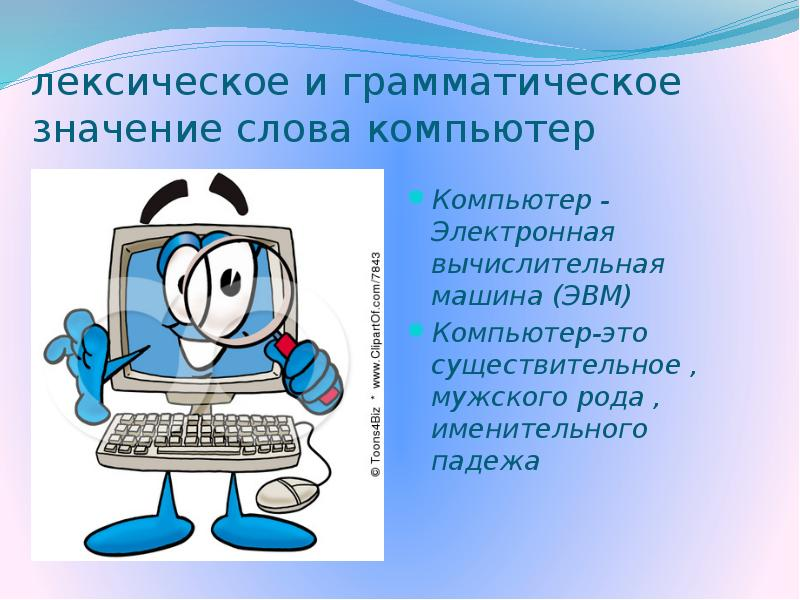 лексическое и грамматическое
значение слова компьютер
Компьютер -
Электронная
вычислительная
машина (ЭВМ)
Компьютер-это
существительное ,
мужского рода ,
именительного
падежа
© Toons4Biz * www.ClipartOf.com/7843